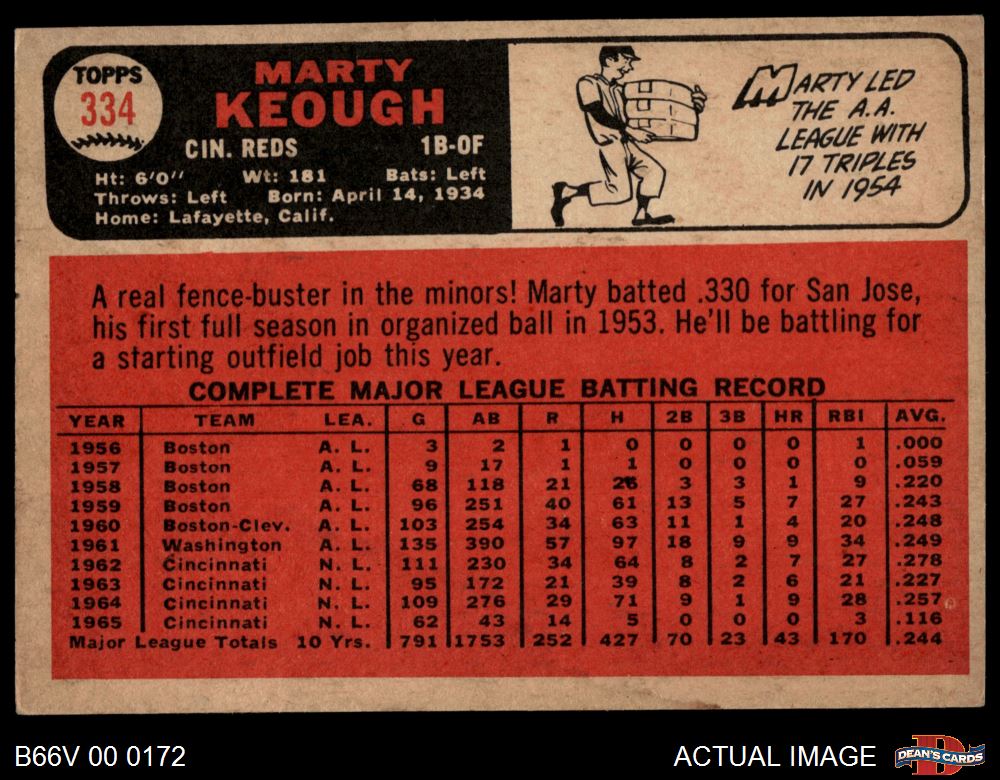 TOPPS
334
MARTY
KEOUGH
CIN. REDS 1B-OF
Ht: 6'0" Wt: 181 Bats: Left
Throws: Left Born: April 14, 1934
Home: Lafayette, Calif.
MARTY LED
THE A.A.
LEAGUE WITH
17 TRIPLES
IN 1954
A real fence-buster in the minors! Marty batted .330 for San Jose,
his first full season in organized ball in 1953. He'll be battling for
a starting outfield job this year.
COMPLETE MAJOR LEAGUE BATTING RECORD
YEAR TEAM LEA. G AB R H 2B 3B HR RBI AVG.
1956 Boston A. L. 3 2 1 0 0 0 0 1 .000
1957 Boston A. L. 9 17 1 1 0 0 0 0 .059
1958 Boston A. L. 68 118 21 26 3 3 1 9 .220
1959 Boston A. L. 96 251 40 61 13 5 7 27 .243
1960 Boston-Clev. A. L. 103 254 34 63 11 1 4 20 .248
1961 Washington A. L. 135 390 57 97 18 9 9 34 .249
1962 Cincinnati N. L. 111 230 34 64 8 2 7 27 .278
1963 Cincinnati N. L. 95 172 21 39 8 2 6 21 .227
1964 Cincinnati N. L. 109 276 29 71 9 1 9 28 .257
1965 Cincinnati N. L. 62 43 14 5 0 0 0 3 .116
Major League Totals 10 Yrs. 791 1753 252 427 70 23 43 170 .244
B66V 00 0172
ACTUAL IMAGE
DEAN'S CARDS